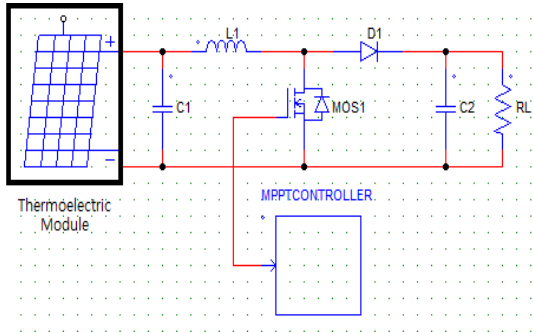 L1
D1
+
C1
MOS1
C2
RL
−
Thermoelectric
Module
MPPTCONTROLLER